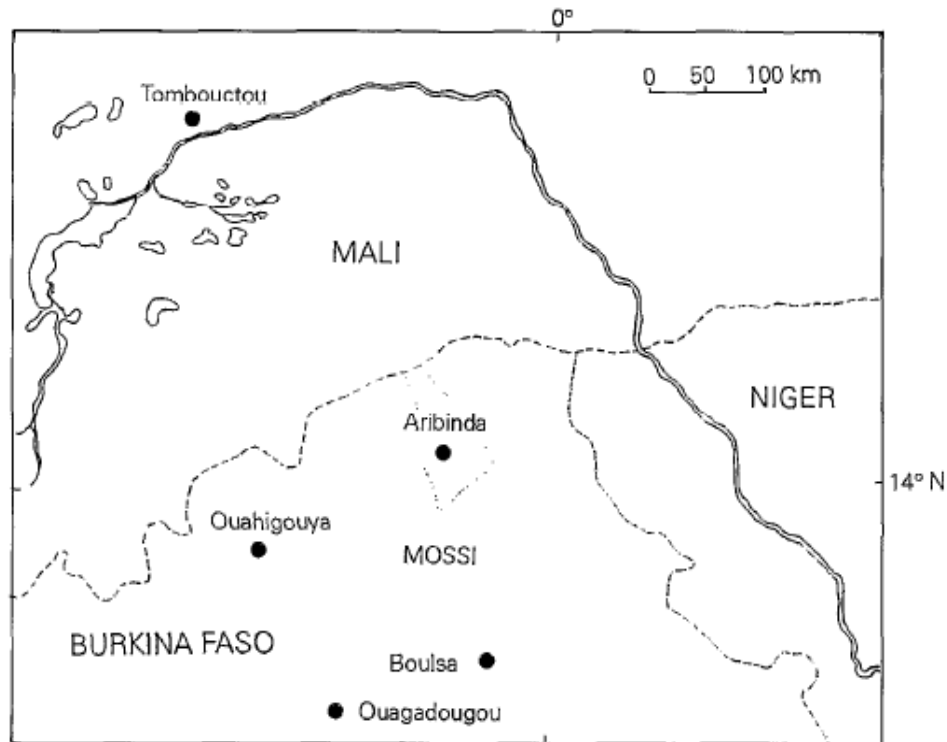 0°
0 50 100 km
Tombouctou
MALI
NIGER
Aribinda
14° N
Ouahigouya
MOSSI
BURKINA FASO
Boulsa
Ouagadougou